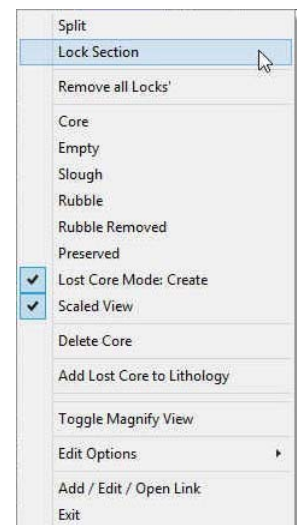 Split
Lock Section
Remove all Locks'
Core
Empty
Slough
Rubble
Rubble Removed
Preserved
Lost Core Mode: Create
Scaled View
Delete Core
Add Lost Core to Lithology
Toggle Magnify View
Edit Options
Add / Edit / Open Link
Exit